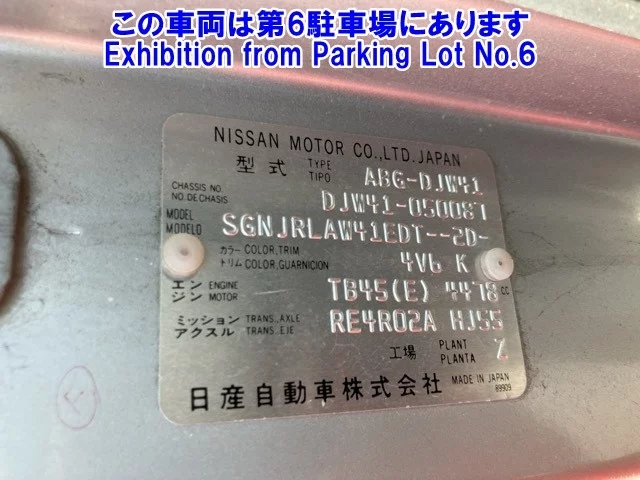 この車両は第6駐車場にあります
Exhibition from Parking Lot No.6
NISSAN MOTOR CO.,LTD.JAPAN
型式 TYPE TIPO ABG-DJW41
CHASSIS NO. NO.DE CHASIS DJW41-050087
MODEL MODELO SGNJRLAW41EDT--2D-
カラー COLOR,TRIM トリム COLOR,GUARNICION 4V6 K
エンジン ENGINE MOTOR TB45(E) 4478 cc
ミッション TRANS.,AXLE アクスル TRANS.,EJE RE4R02A HJ55
工場 PLANT PLANTA Z
日産自動車株式会社 MADE IN JAPAN 89909